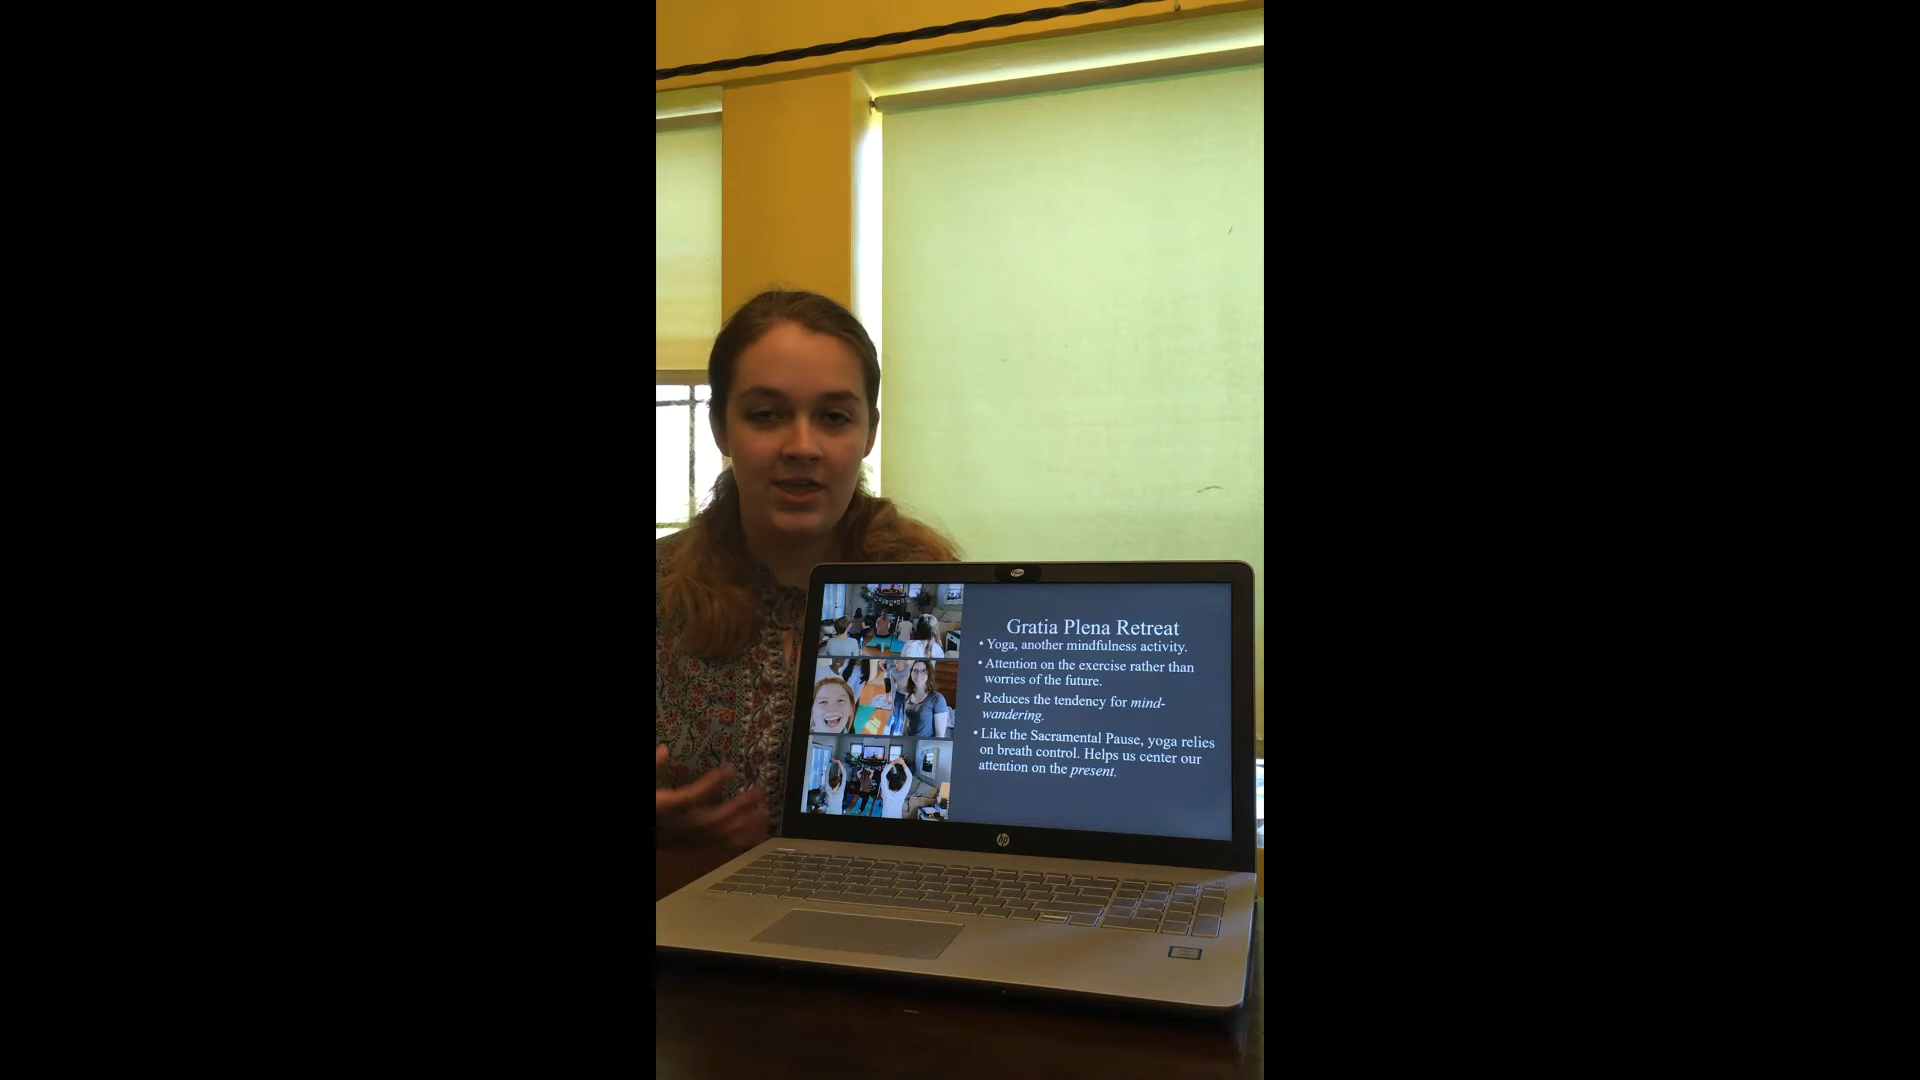 Gratia Plena Retreat
• Yoga, another mindfulness activity.
• Attention on the exercise rather than
worries of the future.
• Reduces the tendency for mind-
wandering.
• Like the Sacramental Pause, yoga relies
on breath control. Helps us center our
attention on the present.
hp